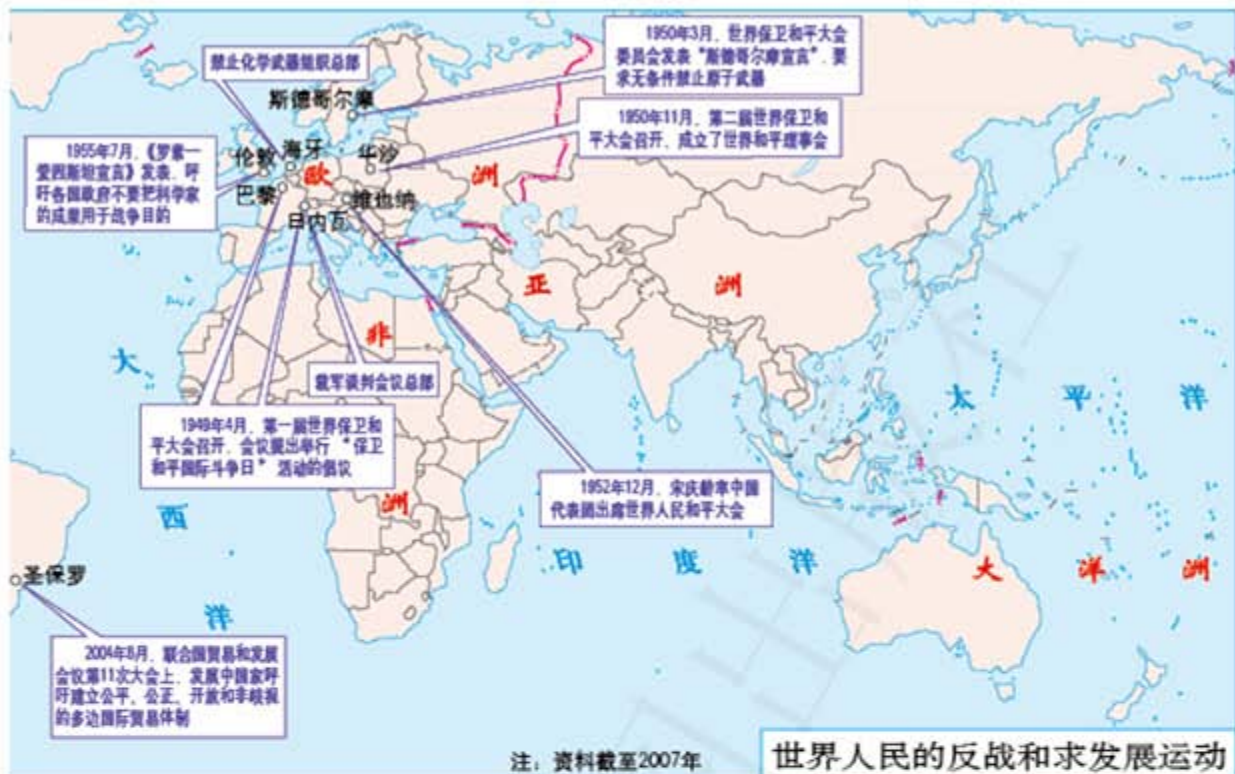 禁止化学武器组织总部
1950年3月，世界保卫和平大会
委员会发表“斯德哥尔摩宣言”，要
求无条件禁止原子武器
斯德哥尔摩
1950年11月，第二届世界保卫和
平大会召开，成立了世界和平理事会
1955年7月，《罗素一
爱因斯坦宣言》发表，呼
吁各国政府不要把科学家
的成果用于战争目的
伦敦
海牙
华沙
欧
洲
巴黎
维也纳
日内瓦
亚
洲
非
大
裁军谈判会议总部
太
平
洋
1949年4月，第一届世界保卫和
平大会召开，会议提出举行“保卫
和平国际斗争日”活动的倡议
1952年12月，宋庆龄率中国
代表团出席世界人民和平大会
洲
西
印
度
洋
大
洋
洲
圣保罗
洋
2004年8月，联合国贸易和发展
会议第11次大会上，发展中国家呼
吁建立公平、公正、开放和非歧视
的多边国际贸易体制
注：资料截至2007年
世界人民的反战和求发展运动